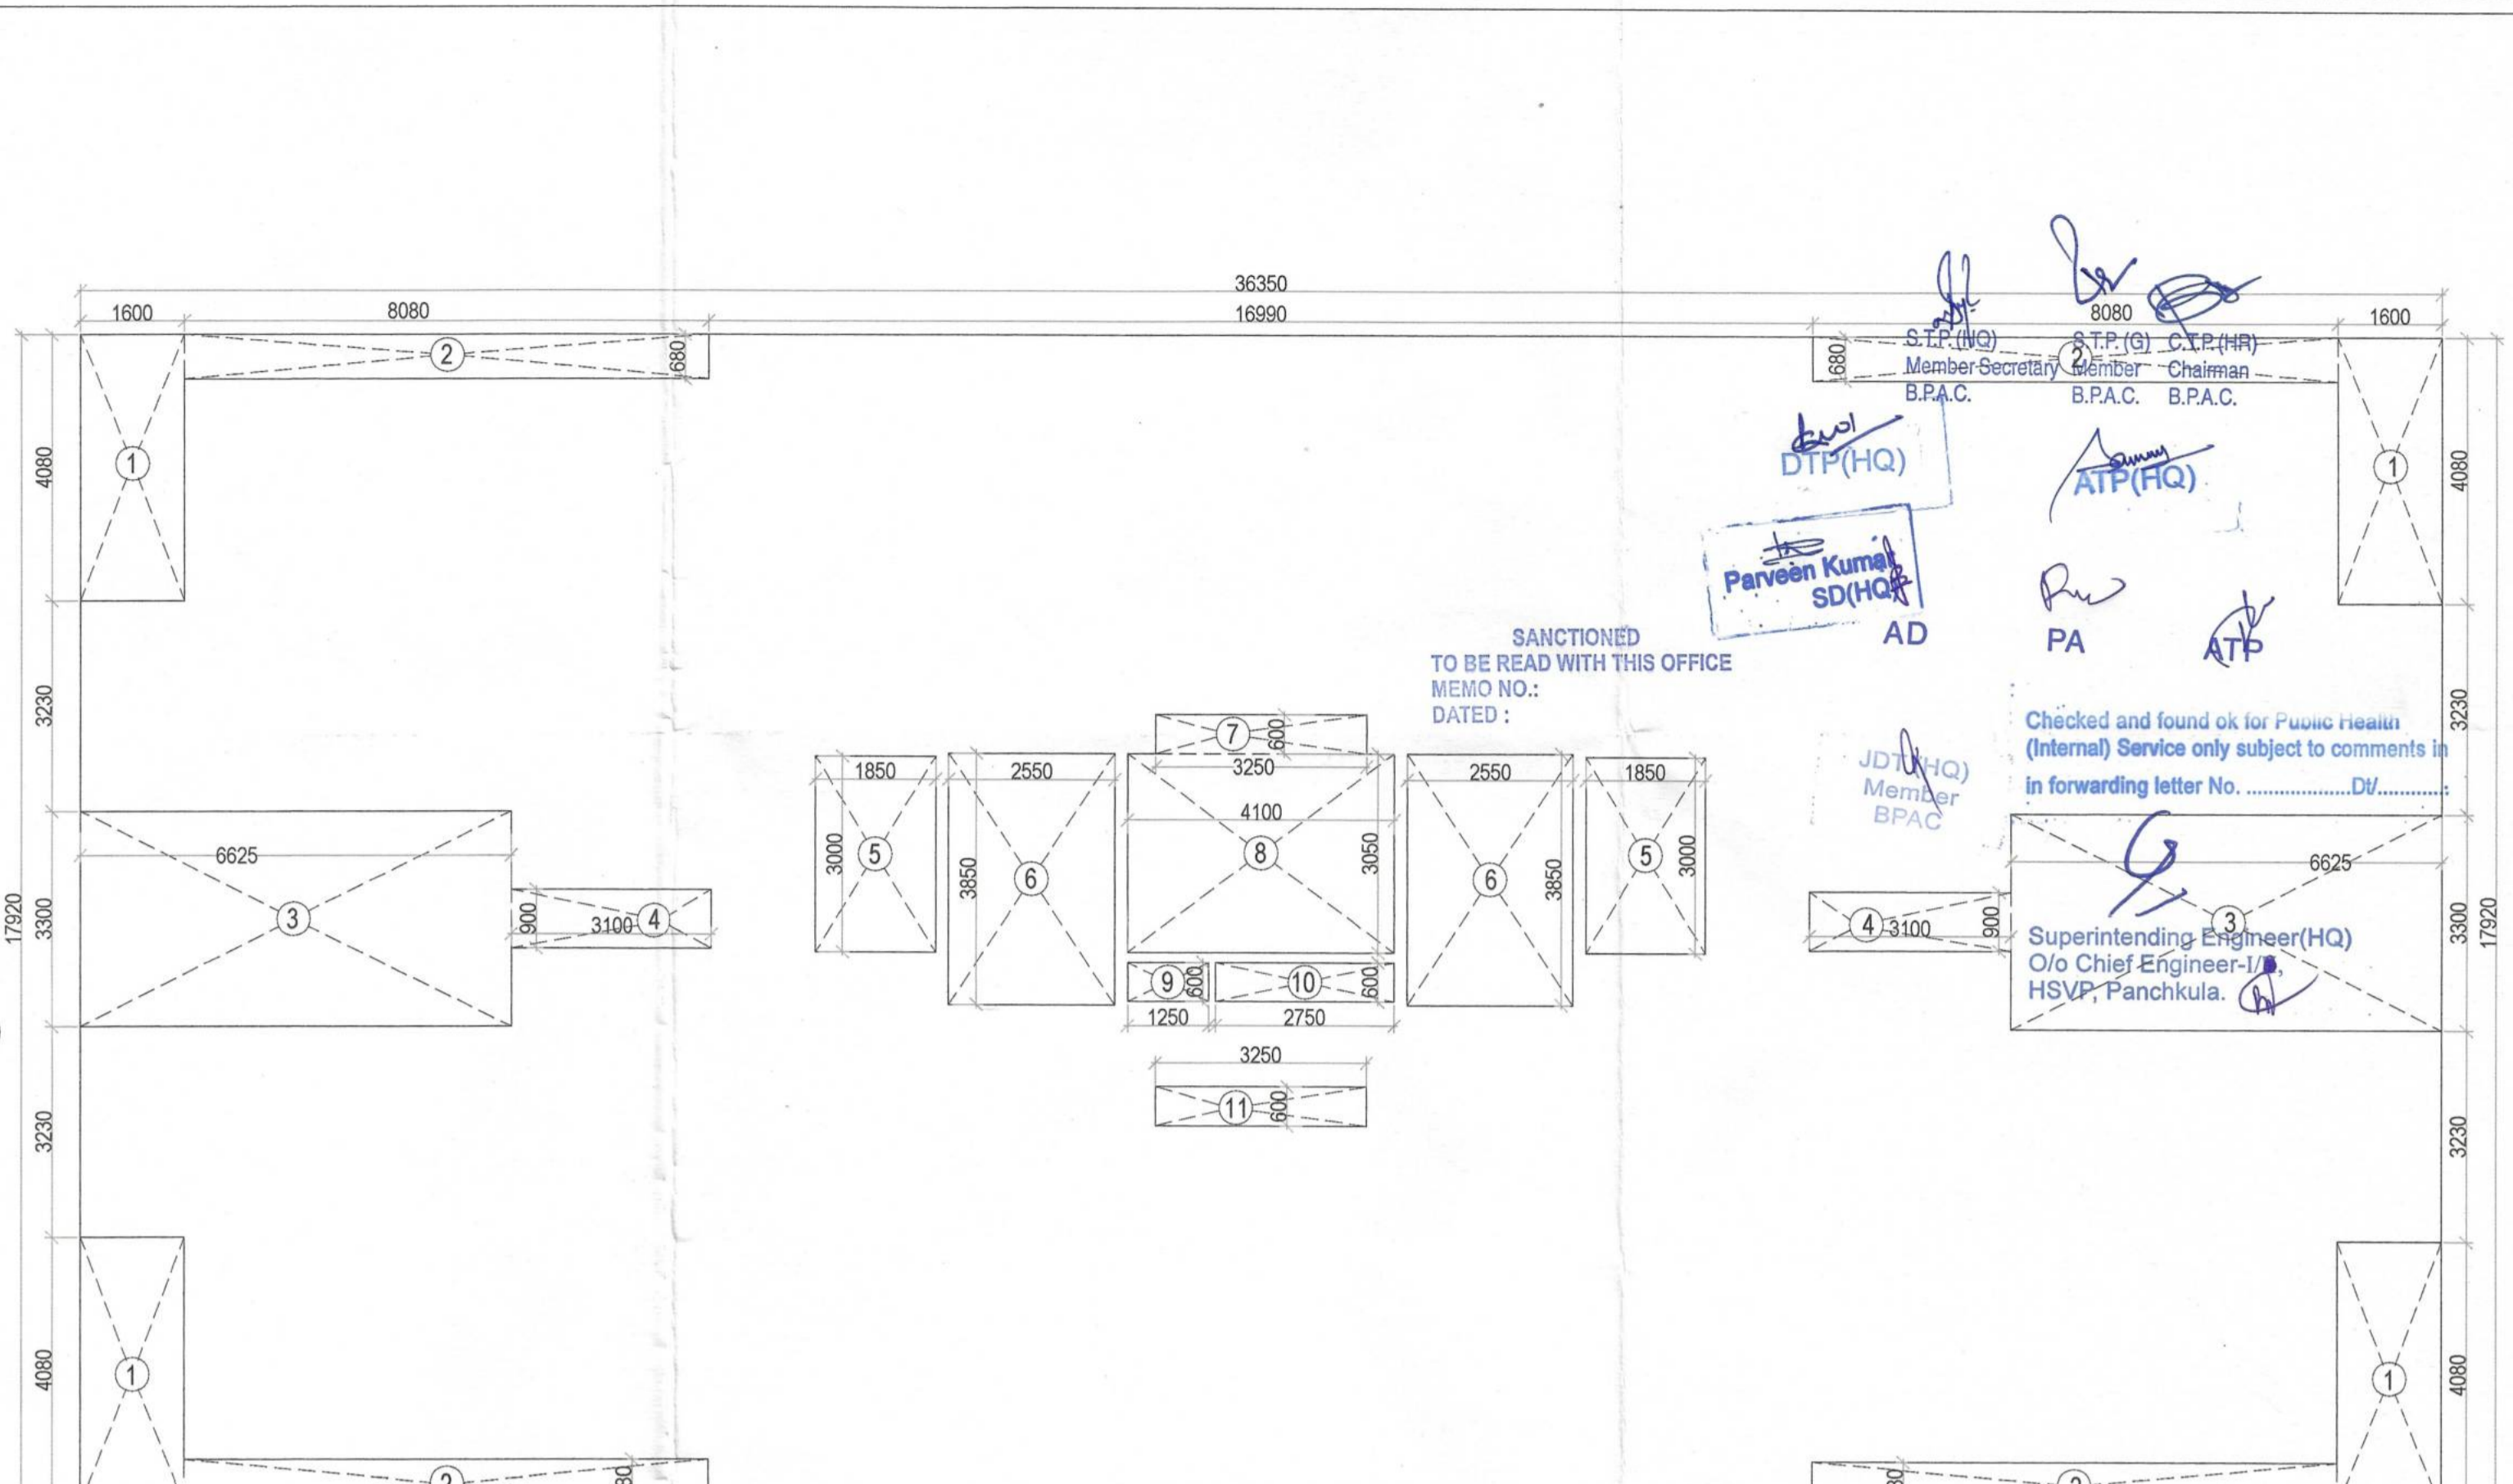 36350
1600 8080 16990 8080 1600
680
2
680
2
S.T.P.(HQ) S.T.P.(G) C.T.P.(HR)
Member Secretary Member Chairman
B.P.A.C. B.P.A.C. B.P.A.C.
4080
1
DTP(HQ)
ATP(HQ)
1
4080
Parveen Kumar
SD(HQ)
AD PA ATP
SANCTIONED
TO BE READ WITH THIS OFFICE
MEMO NO.:
DATED :
3230
3230
Checked and found ok for Public Health
(Internal) Service only subject to comments in
in forwarding letter No. ...................Dt/.............
JDT(HQ)
Member
BPAC
7
600
3250
1850 2550 4100 2550 1850
3000
5
3850
6
8
3050
6
3850
5
3000
17920
3300
6625
3
900
3100
4
9
600
10
600
1250 2750
4
3100
900
6625
3
3300
17920
Superintending Engineer(HQ)
O/o Chief Engineer-I/
HSVP, Panchkula.
3250
11
600
3230
3230
4080
1
1
4080